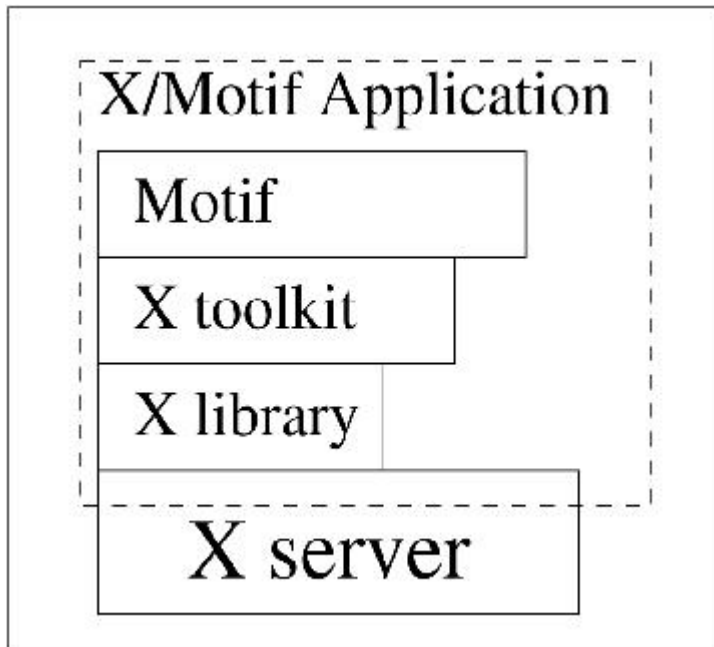 X/Motif Application
Motif
X toolkit
X library
X server